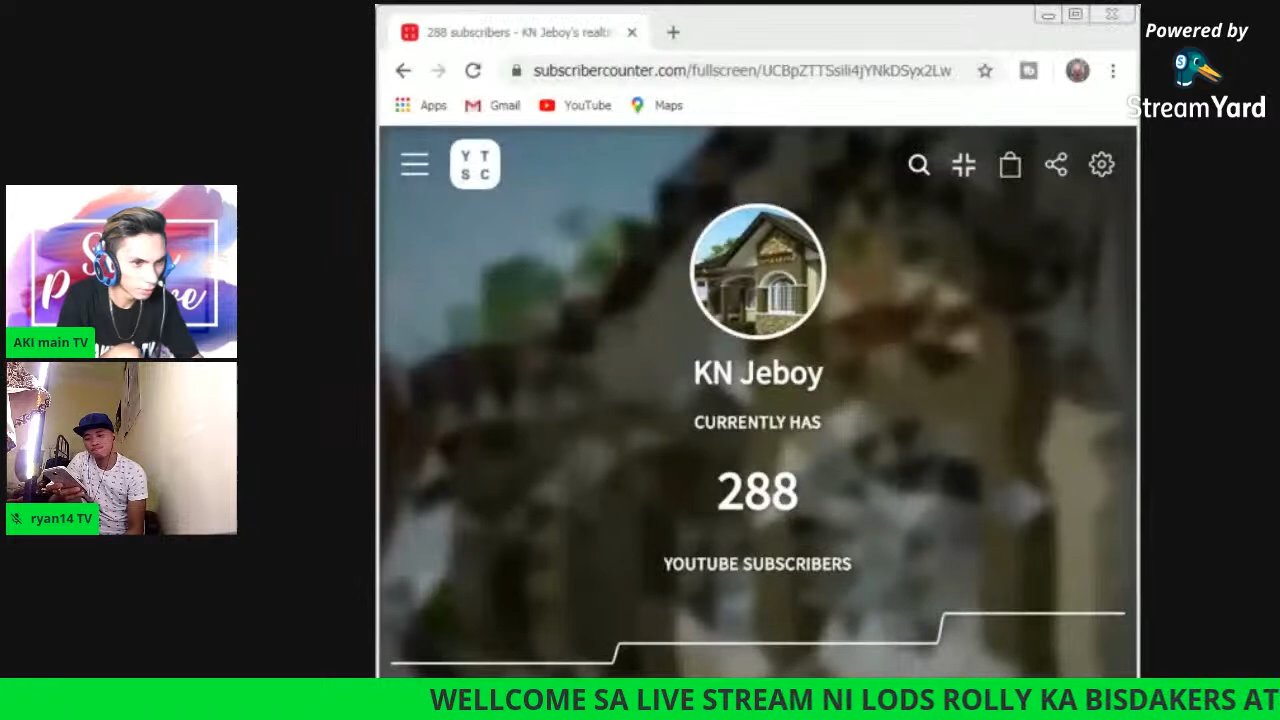 288 subscribers - KN Jeboy's realti
subscribercounter.com/fullscreen/UCBpZTTSsili4jYNkDSyx2Lw
Apps
Gmail
YouTube
Maps
Powered by
StreamYard
Y T
S C
KN Jeboy
CURRENTLY HAS
288
YOUTUBE SUBSCRIBERS
AKI main TV
ryan14 TV
WELLCOME SA LIVE STREAM NI LODS ROLLY KA BISDAKERS AT